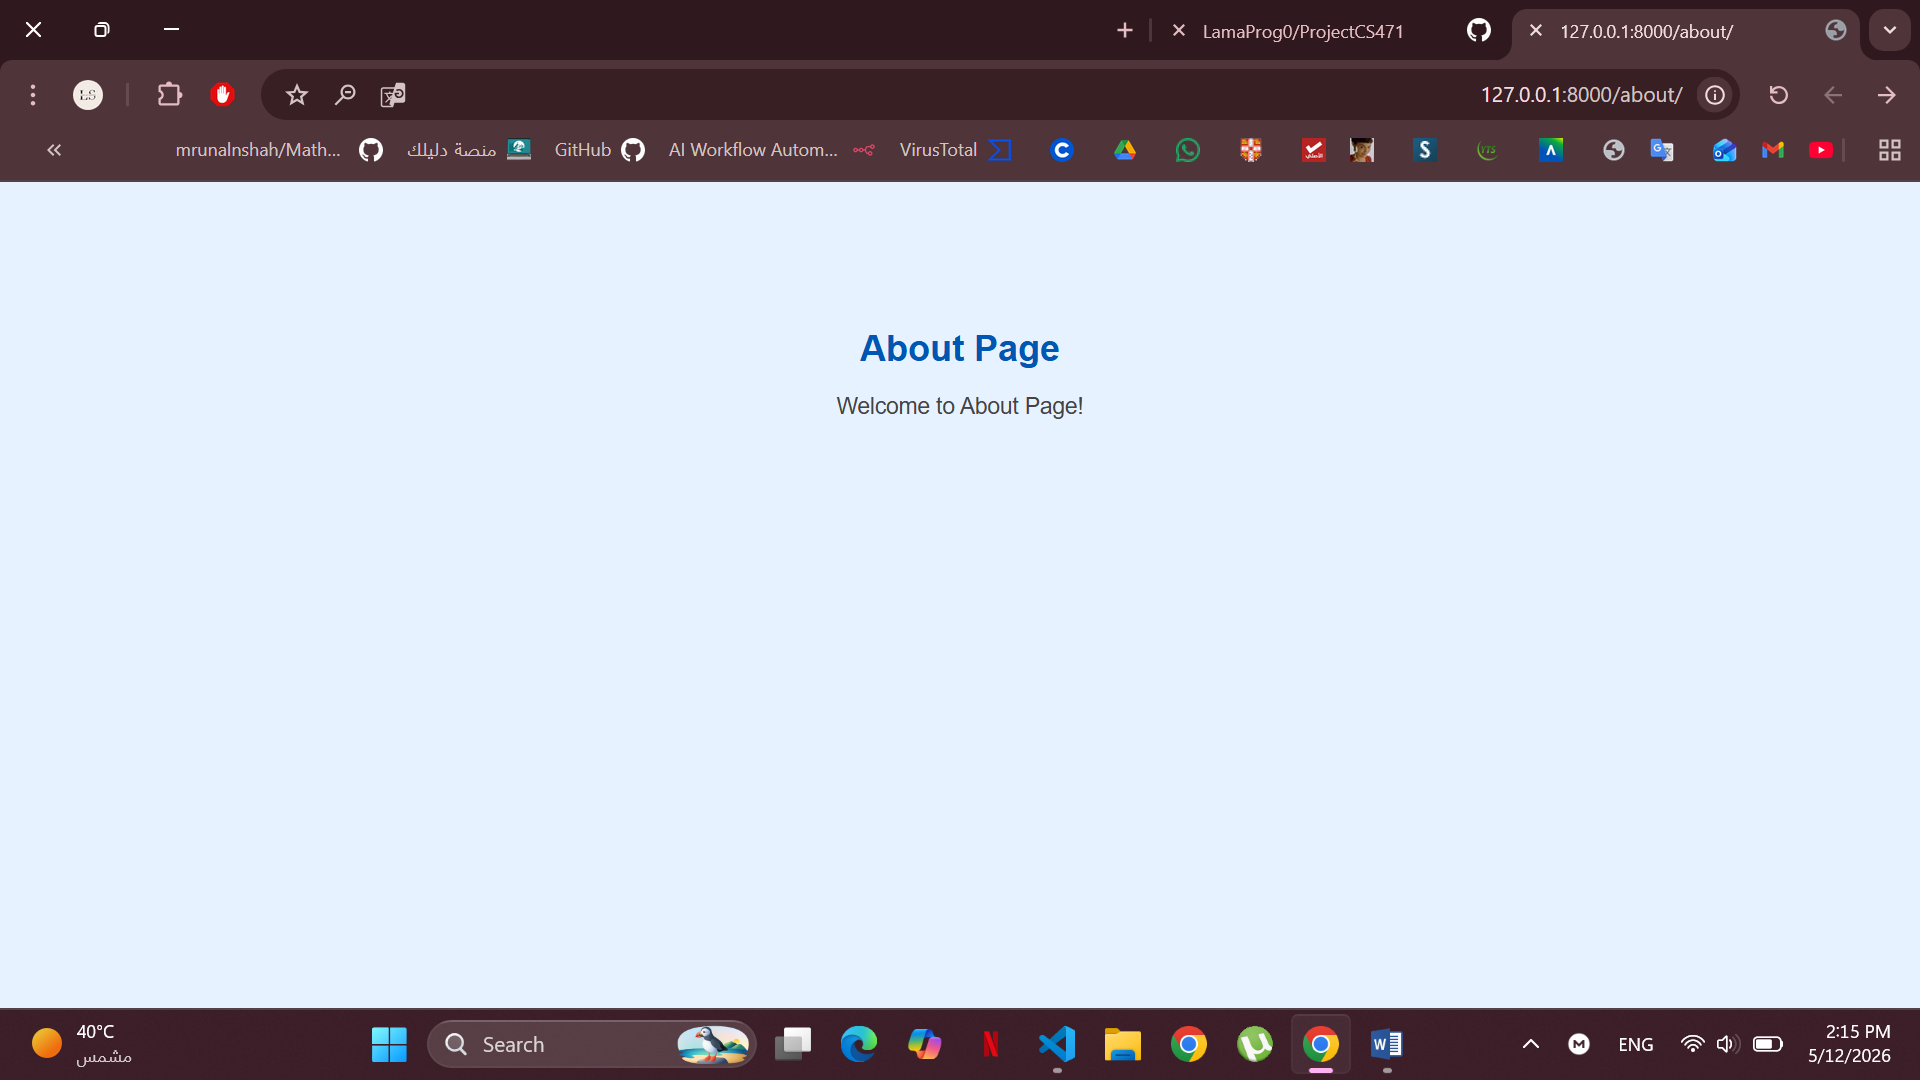 LamaProg0/ProjectCS471
127.0.0.1:8000/about/
LS
127.0.0.1:8000/about/
mrunalnshah/Math...
منصة دليلك
GitHub
AI Workflow Autom...
VirusTotal
About Page
Welcome to About Page!
40°C
مشمس
Search
ENG
2:15 PM
5/12/2026